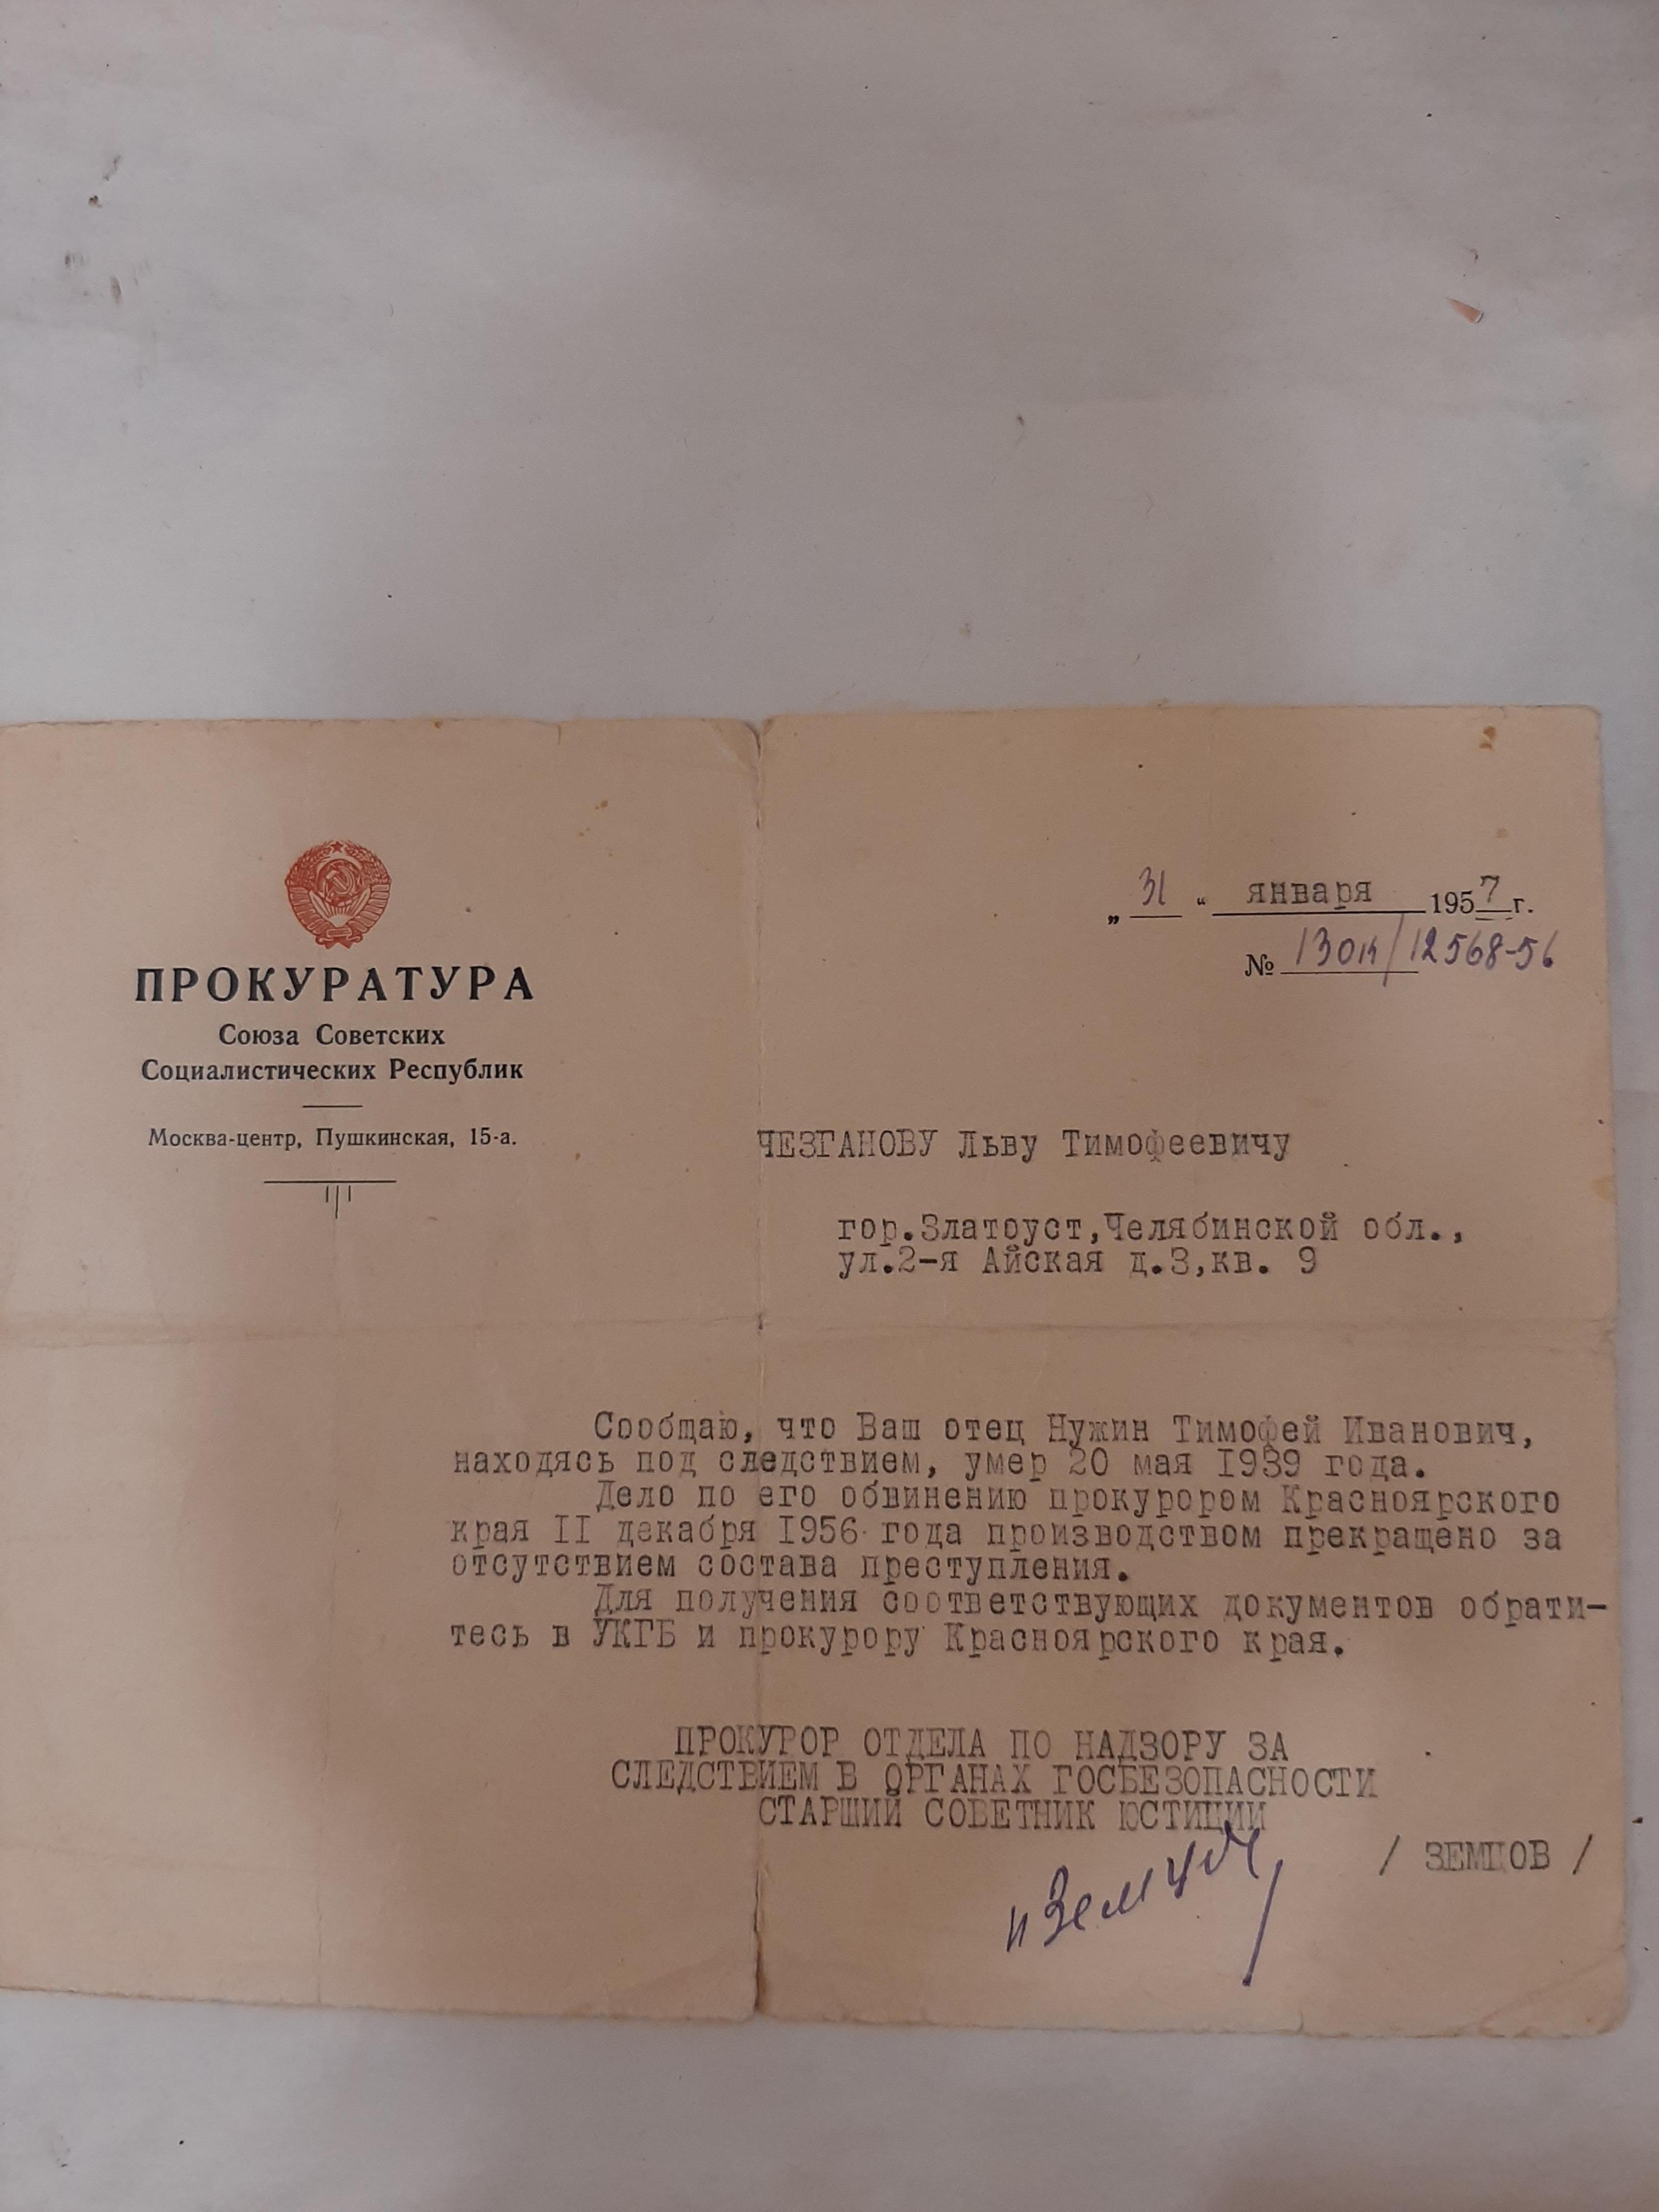 ПРОКУРАТУРА
Союза Советских
Социалистических Республик
Москва-центр, Пушкинская, 15-а.
„ 31 “ января 1957 г.
№ 13ок/12568-56
ЧЕЗГАНОВУ Льву Тимофеевичу
гор.Златоуст,Челябинской обл.,
ул.2-я Айская д.3,кв. 9
Сообщаю, что Ваш отец Нужин Тимофей Иванович,
находясь под следствием, умер 20 мая 1939 года.
Дело по его обвинению прокурором Красноярского
края II декабря 1956 года производством прекращено за
отсутствием состава преступления.
Для получения соответствующих документов обрати-
тесь в УКГБ и прокурору Красноярского края.
ПРОКУРОР ОТДЕЛА ПО НАДЗОРУ ЗА
СЛЕДСТВИЕМ В ОРГАНАХ ГОСБЕЗОПАСНОСТИ
СТАРШИЙ СОВЕТНИК ЮСТИЦИИ
/ ЗЕМЦОВ /